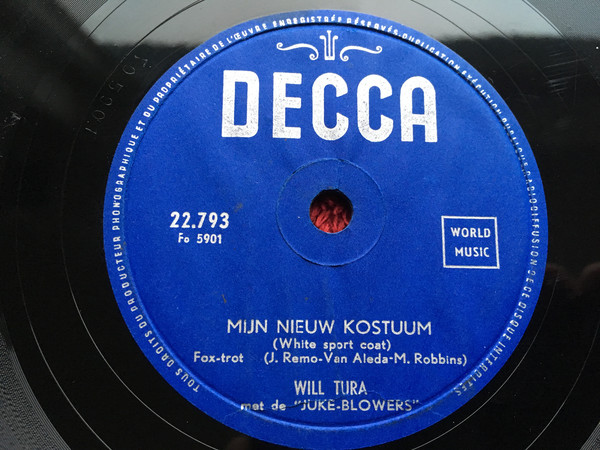 DECCA
22.793
Fo 5901
WORLD
MUSIC
MIJN NIEUW KOSTUUM
(White sport coat)
Fox-trot (J. Remo-Van Aleda-M. Robbins)
WILL TURA
met de "JUKE-BLOWERS"
TOUS DROITS DU PRODUCTEUR PHONOGRAPHIQUE ET DU PROPRIÉTAIRE DE L'ŒUVRE ENREGISTRÉE RÉSERVÉS. DUPLICATION EXÉCUTION RADIODIFFUSION DE CE DISQUE INTERDITES